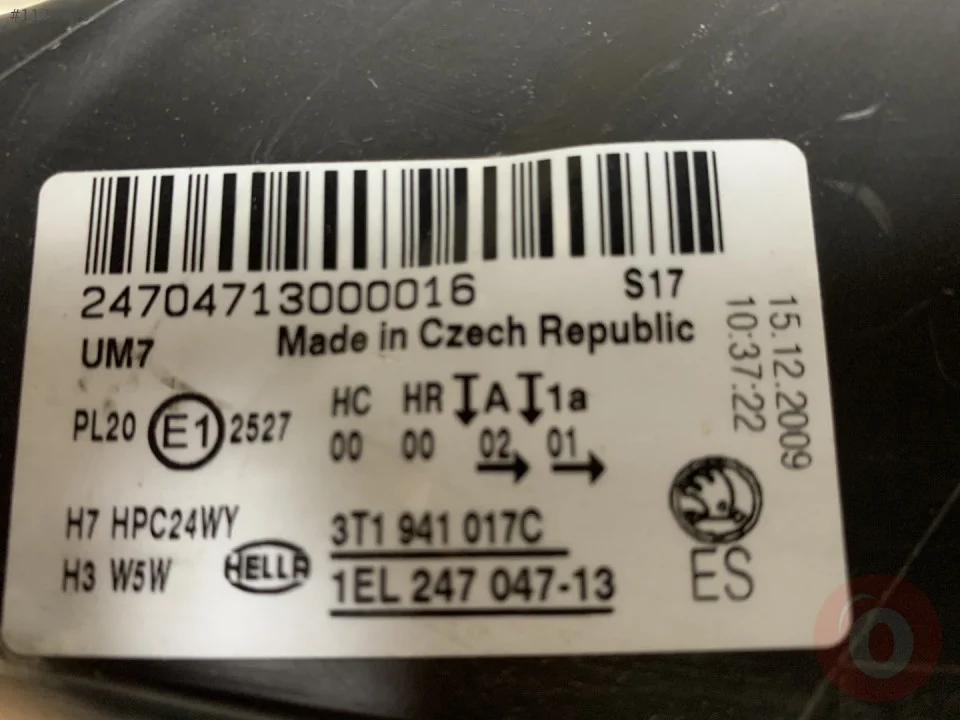 24704713000016
S17
UM7
Made in Czech Republic
15.12.2009
10:37:22
PL20 E1 2527
HC HR A 1a
00 00 02 01
H7 HPC24WY
H3 W5W
HELLA
3T1 941 017C
1EL 247 047-13
ES